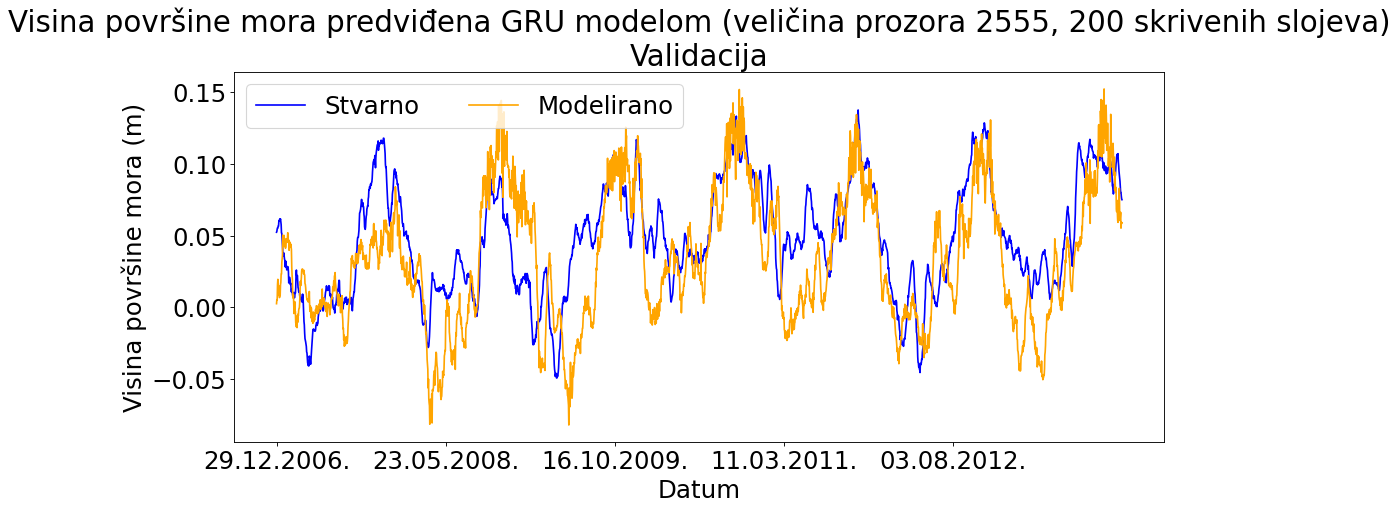 Visina površine mora predviđena GRU modelom (veličina prozora 2555, 200 skrivenih slojeva)
Validacija
Stvarno Modelirano
Visina površine mora (m)
0.15
0.10
0.05
0.00
−0.05
29.12.2006. 23.05.2008. 16.10.2009. 11.03.2011. 03.08.2012.
Datum